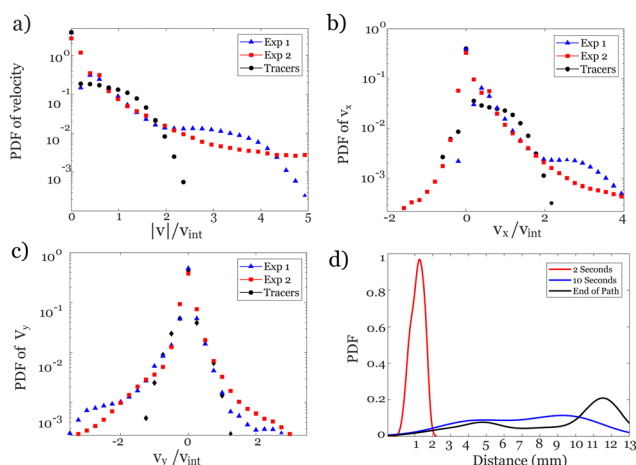 a)
PDF of velocity
10^0
10^-1
10^-2
10^-3
Exp 1
Exp 2
Tracers
0 1 2 3 4 5
|v|/v_int
b)
PDF of v_x
10^0
10^-1
10^-2
10^-3
Exp 1
Exp 2
Tracers
-2 0 2 4
v_x/v_int
c)
PDF of V_y
10^0
10^-1
10^-2
10^-3
Exp 1
Exp 2
Tracers
-2 0 2
v_y/v_int
d)
PDF
1
0.8
0.6
0.4
0.2
0
2 Seconds
10 Seconds
End of Path
1 2 3 4 5 6 7 8 9 10 11 12 13
Distance (mm)